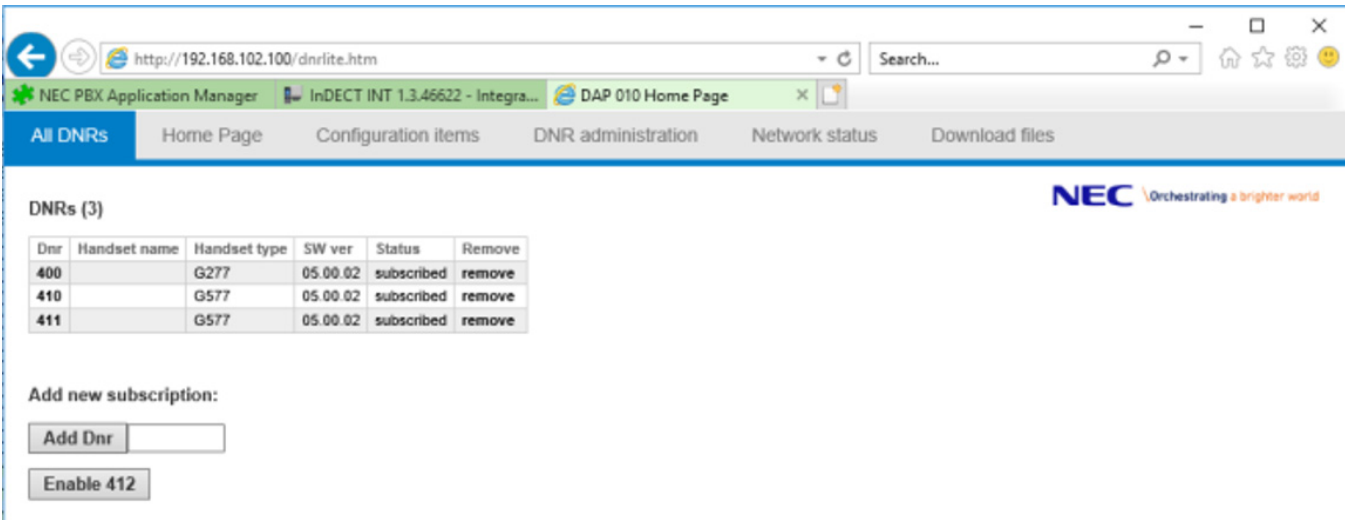 http://192.168.102.100/dnrlite.htm Search...
NEC PBX Application Manager InDECT INT 1.3.46622 - Integra... DAP 010 Home Page
All DNRs Home Page Configuration items DNR administration Network status Download files
NEC \Orchestrating a brighter world
DNRs (3)
Dnr Handset name Handset type SW ver Status Remove
400 G277 05.00.02 subscribed remove
410 G577 05.00.02 subscribed remove
411 G577 05.00.02 subscribed remove
Add new subscription:
Add Dnr
Enable 412